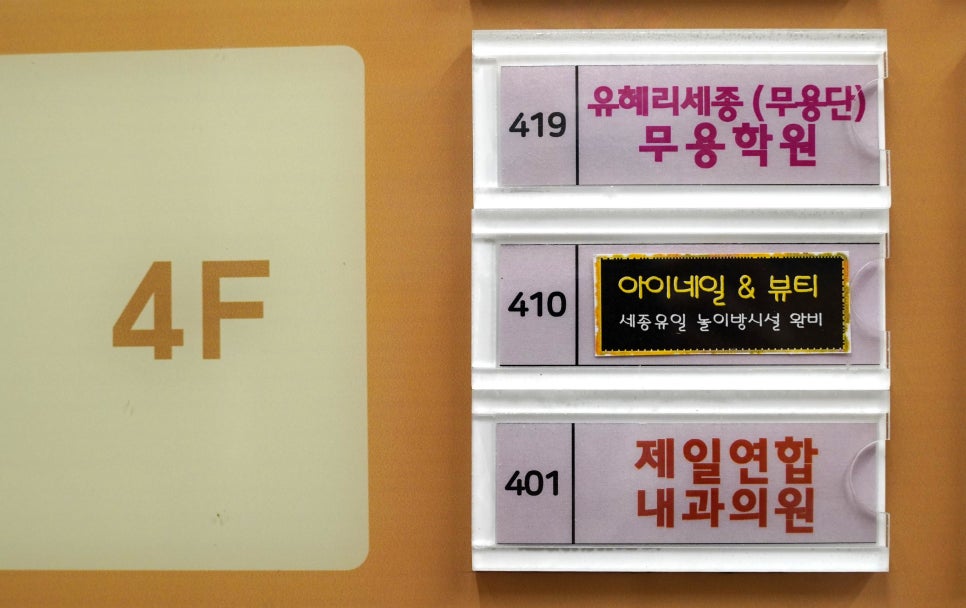 4F
419
유혜리세종 (무용단)
무용학원
410
아이네일 & 뷰티
세종유일 놀이방시설 완비
401
제일연합
내과의원